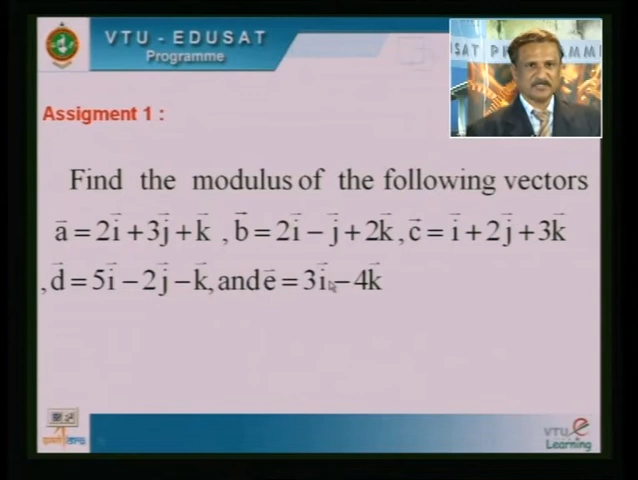 VTU - EDUSAT
Programme
Assigment 1 :
Find the modulus of the following vectors
a⃗ = 2i⃗ + 3j⃗ + k⃗ , b⃗ = 2i⃗ − j⃗ + 2k⃗ , c⃗ = i⃗ + 2j⃗ + 3k⃗
, d⃗ = 5i⃗ − 2j⃗ − k⃗, and e⃗ = 3i⃗ − 4k⃗
VTU
Learning